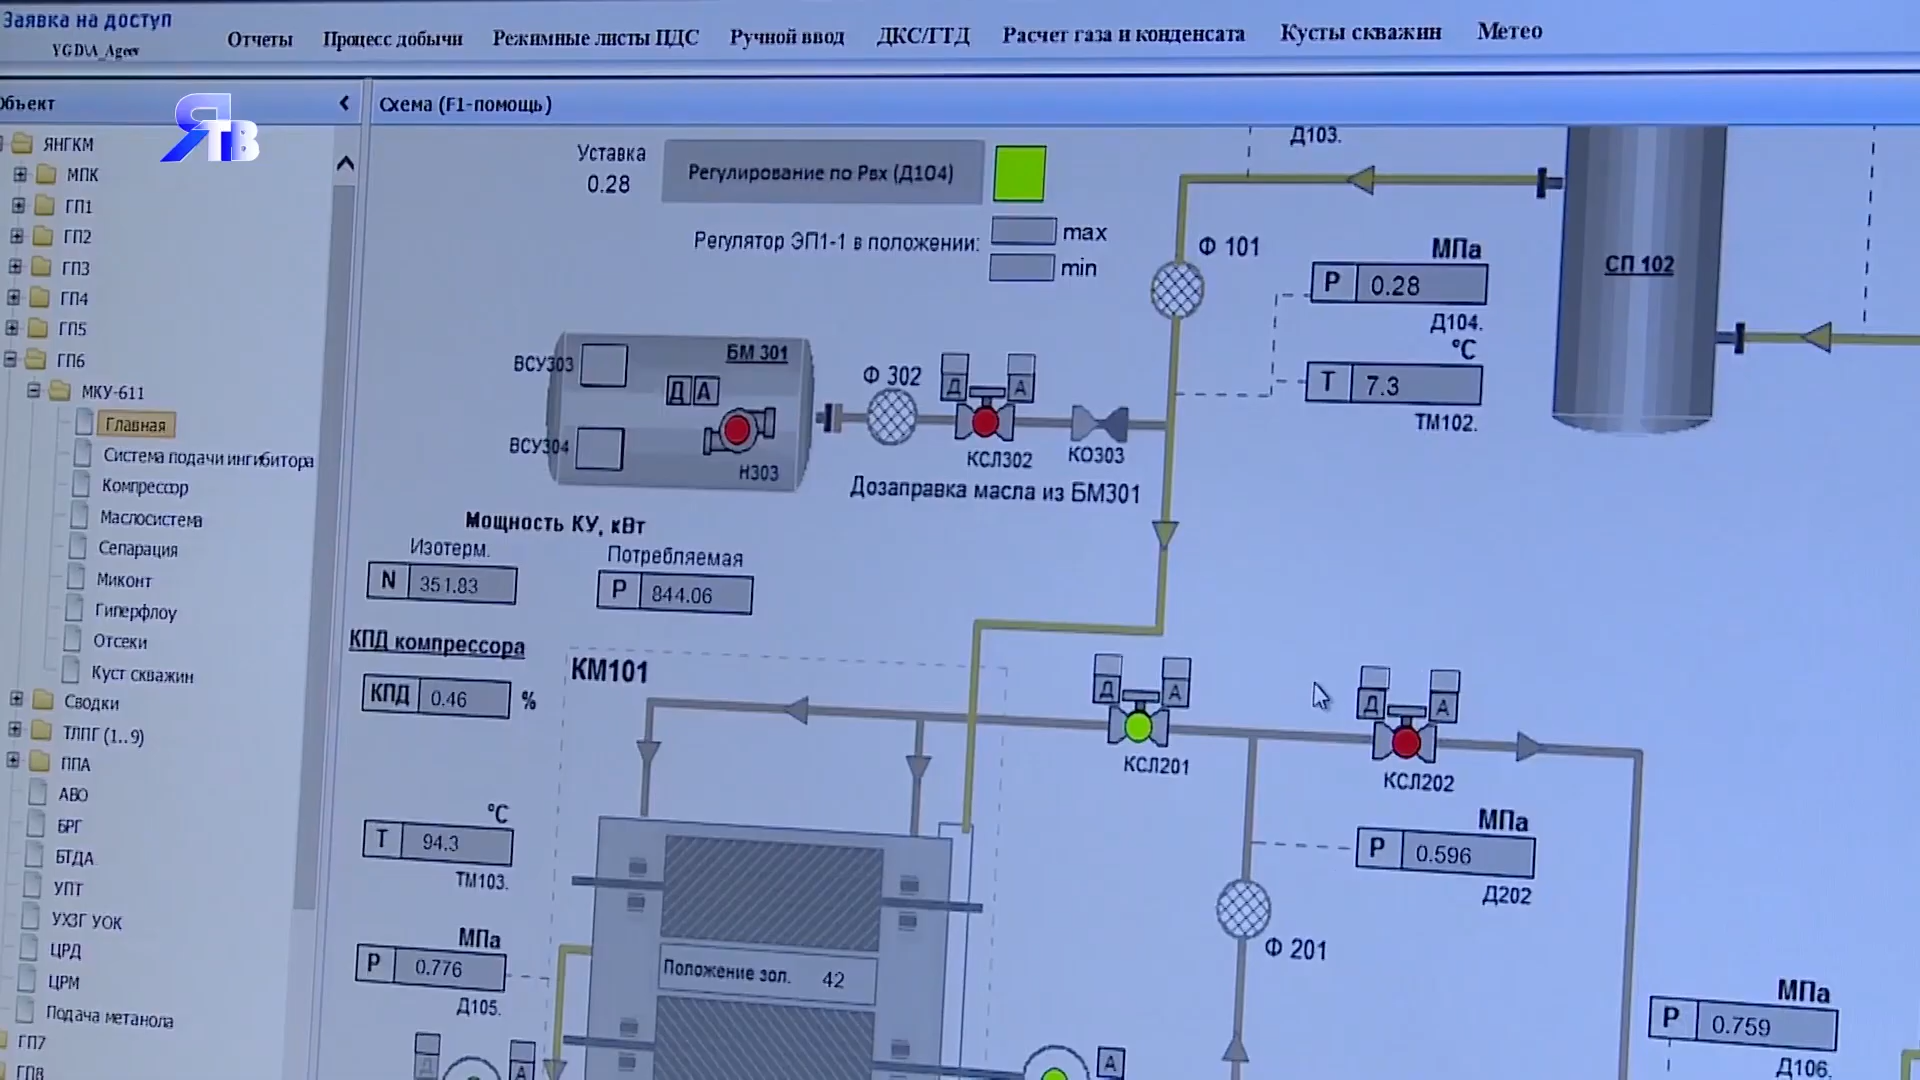 Заявка на доступ
YGD\A_Ageev
Отчеты
Процесс добычи
Режимные листы ПДС
Ручной ввод
ДКС/ГТД
Расчет газа и конденсата
Кусты скважин
Метео
Объект
Схема (F1-помощь)
ЯТВ
ЯНГКМ
МПК
ГП1
ГП2
ГП3
ГП4
ГП5
ГП6
МКУ-611
Главная
Система подачи ингибитора
Компрессор
Маслосистема
Сепарация
Миконт
Гиперфлоу
Отсеки
Куст скважин
Сводки
ТЛПГ (1..9)
ППА
АВО
БРГ
БТДА
УПТ
УХЗГ УОК
ЦРД
ЦРМ
Подача метанола
ГП7
ГП8
Уставка
0.28
Регулирование по Рвх (Д104)
Регулятор ЭП1-1 в положении:
max
min
Д103.
Ф 101
МПа
P 0.28
Д104.
°C
T 7.3
ТМ102.
СП 102
ВСУ303
БМ 301
Д А
ВСУ304
Н303
Ф 302
Д А
КСЛ302
КО303
Дозаправка масла из БМ301
Мощность КУ, кВт
Изотерм.
N 351.83
Потребляемая
P 844.06
КПД компрессора
КПД 0.46 %
КМ101
Д А
КСЛ201
Д А
КСЛ202
°C
T 94.3
ТМ103.
МПа
P 0.596
Д202
Ф 201
МПа
P 0.776
Д105.
Положение зол. 42
МПа
P 0.759
Д106.
Д А
А